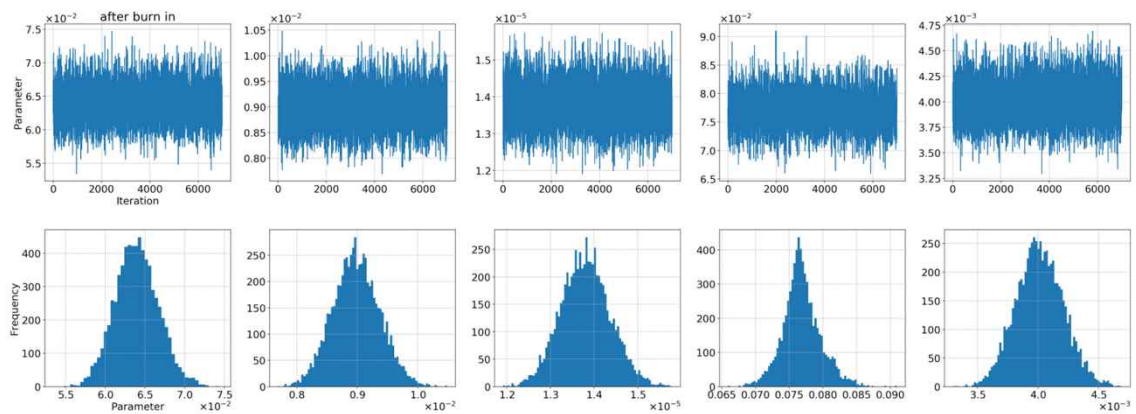 after burn in
×10⁻² ×10⁻² ×10⁻⁵ ×10⁻² ×10⁻³
7.5 1.05 9.0 4.75
7.0 1.00 1.5 8.5 4.50
6.5 0.95 1.4 8.0 4.25
6.0 0.90 1.3 7.5 4.00
5.5 0.85 1.2 7.0 3.75
0.80 6.5 3.50
3.25
Parameter
0 2000 4000 6000 0 2000 4000 6000 0 2000 4000 6000 0 2000 4000 6000 0 2000 4000 6000
Iteration
400 250 250 400 250
300 200 200 300 200
200 150 150 200 150
100 100 100 100 100
0 50 50 0 50
0 0 0
Frequency
5.5 6.0 6.5 7.0 7.5 0.8 0.9 1.0 1.2 1.3 1.4 1.5 0.065 0.070 0.075 0.080 0.085 0.090 3.5 4.0 4.5
Parameter ×10⁻² ×10⁻² ×10⁻⁵ ×10⁻³